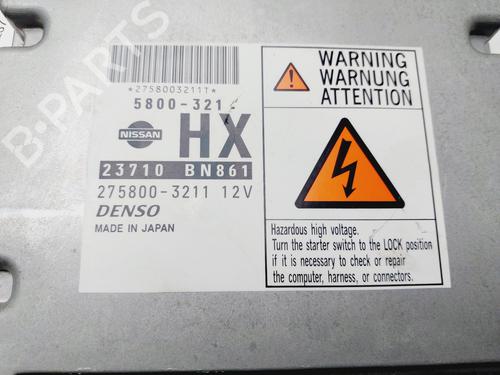 *2758003211T*
5800-321
NISSAN
HX
23710 BN861
275800-3211 12V
DENSO
MADE IN JAPAN
WARNING
WARNUNG
ATTENTION
Hazardous high voltage.
Turn the starter switch to the LOCK position
if it is necessary to check or repair
the computer, harness, or connectors.
B-PARTS